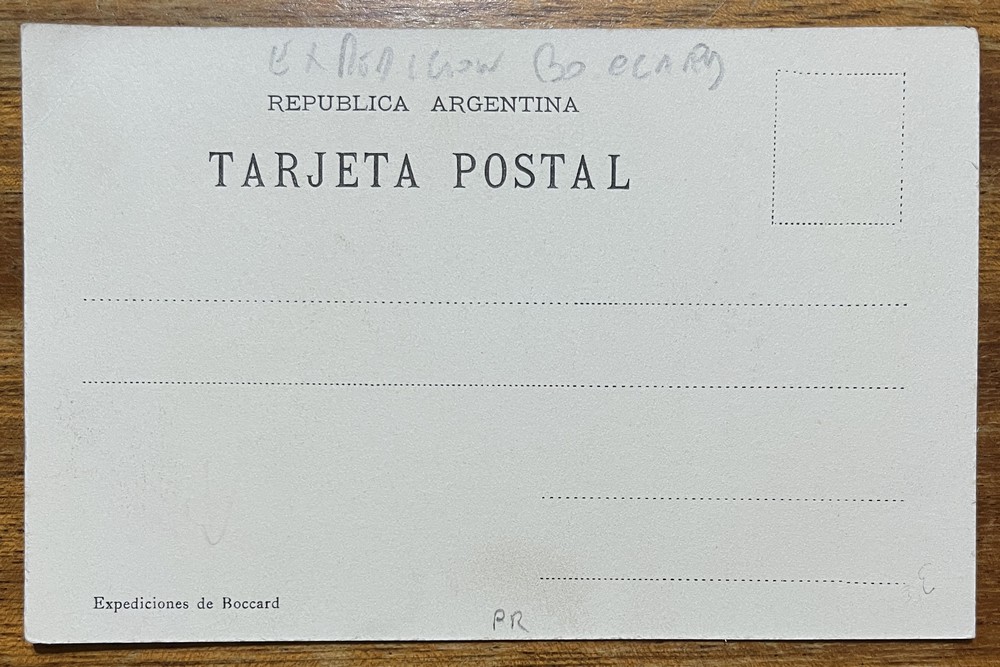 EXPEDICION BOCCARD
REPUBLICA ARGENTINA
TARJETA POSTAL
Expediciones de Boccard
PR